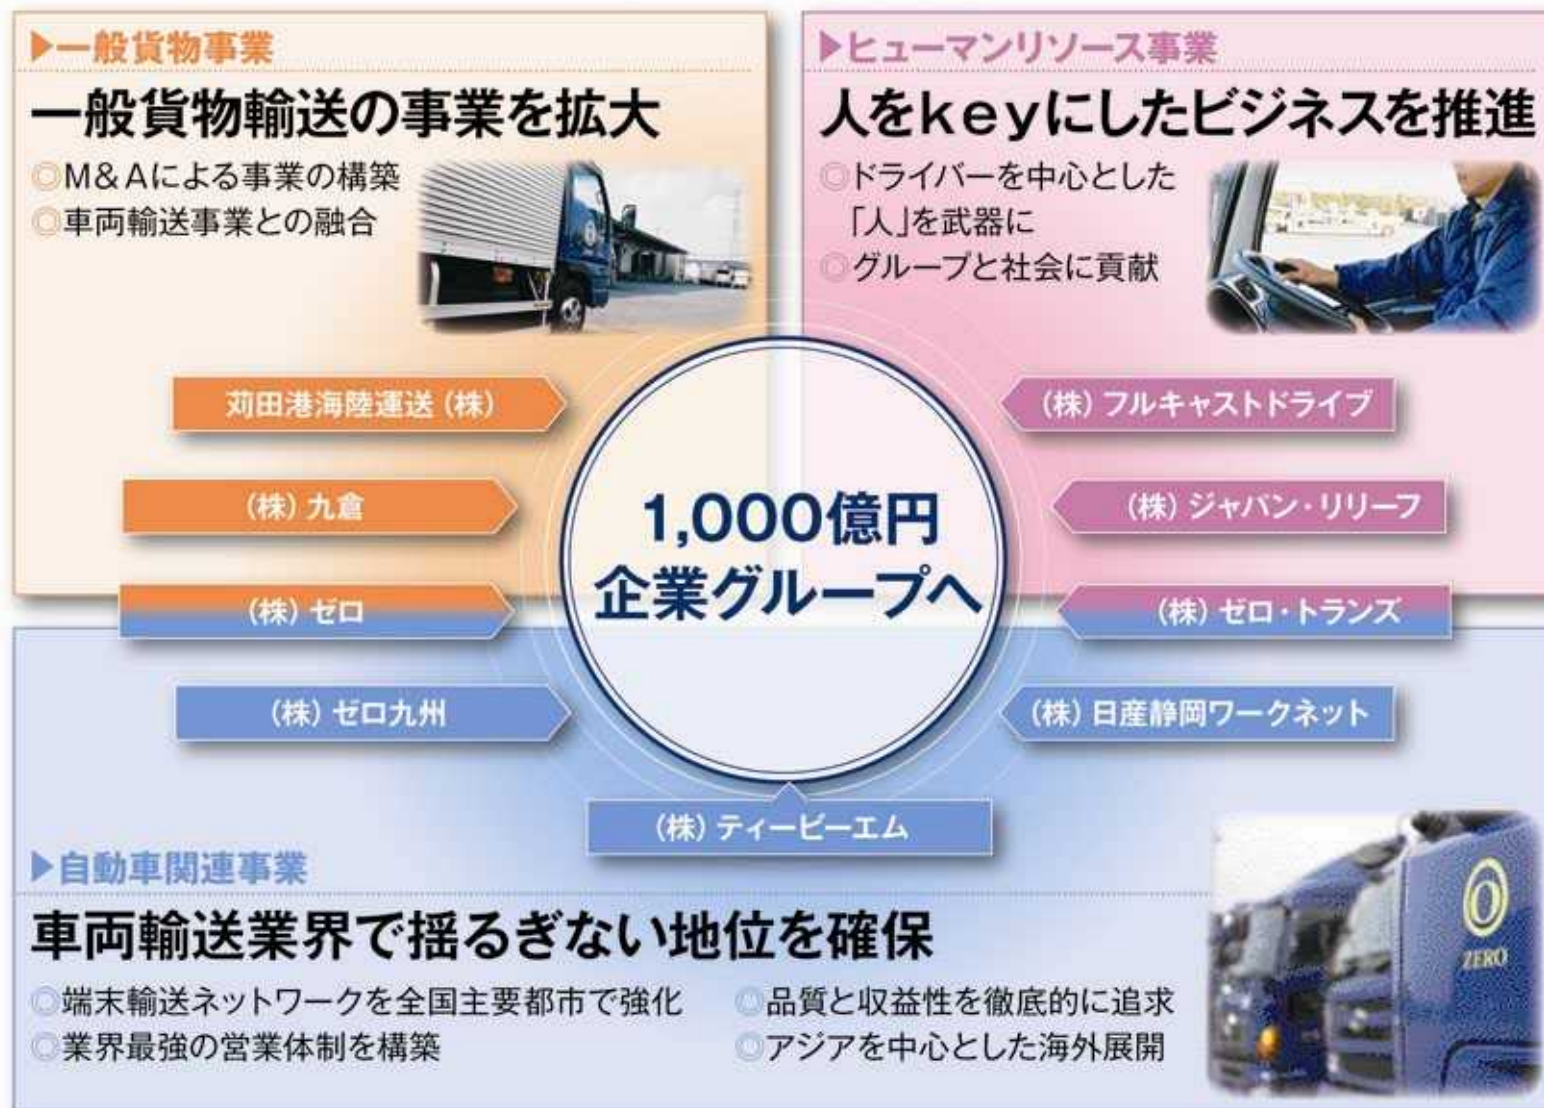 ▶一般貨物事業
一般貨物輸送の事業を拡大
◎M&Aによる事業の構築
◎車両輸送事業との融合
▶ヒューマンリソース事業
人をkeyにしたビジネスを推進
◎ドライバーを中心とした
「人」を武器に
◎グループと社会に貢献
苅田港海陸運送(株)
(株)九倉
(株)ゼロ
(株)ゼロ九州
1,000億円
企業グループへ
(株)フルキャストドライブ
(株)ジャパン・リリーフ
(株)ゼロ・トランズ
(株)日産静岡ワークネット
(株)ティービーエム
▶自動車関連事業
車両輸送業界で揺るぎない地位を確保
◎端末輸送ネットワークを全国主要都市で強化
◎業界最強の営業体制を構築
◎品質と収益性を徹底的に追求
◎アジアを中心とした海外展開
ZERO